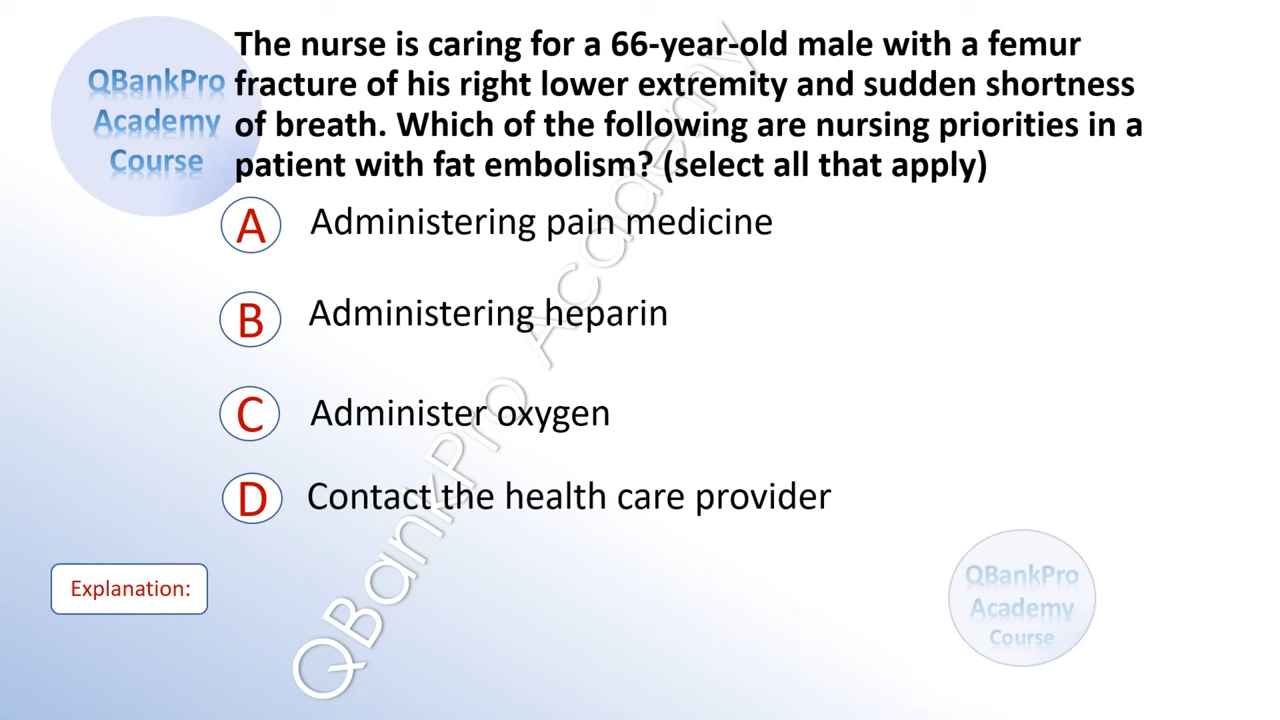 QBankPro
Academy
Course
The nurse is caring for a 66-year-old male with a femur
fracture of his right lower extremity and sudden shortness
of breath. Which of the following are nursing priorities in a
patient with fat embolism? (select all that apply)
A Administering pain medicine
B Administering heparin
C Administer oxygen
D Contact the health care provider
Explanation:
QBankPro Academy
QBankPro
Academy
Course